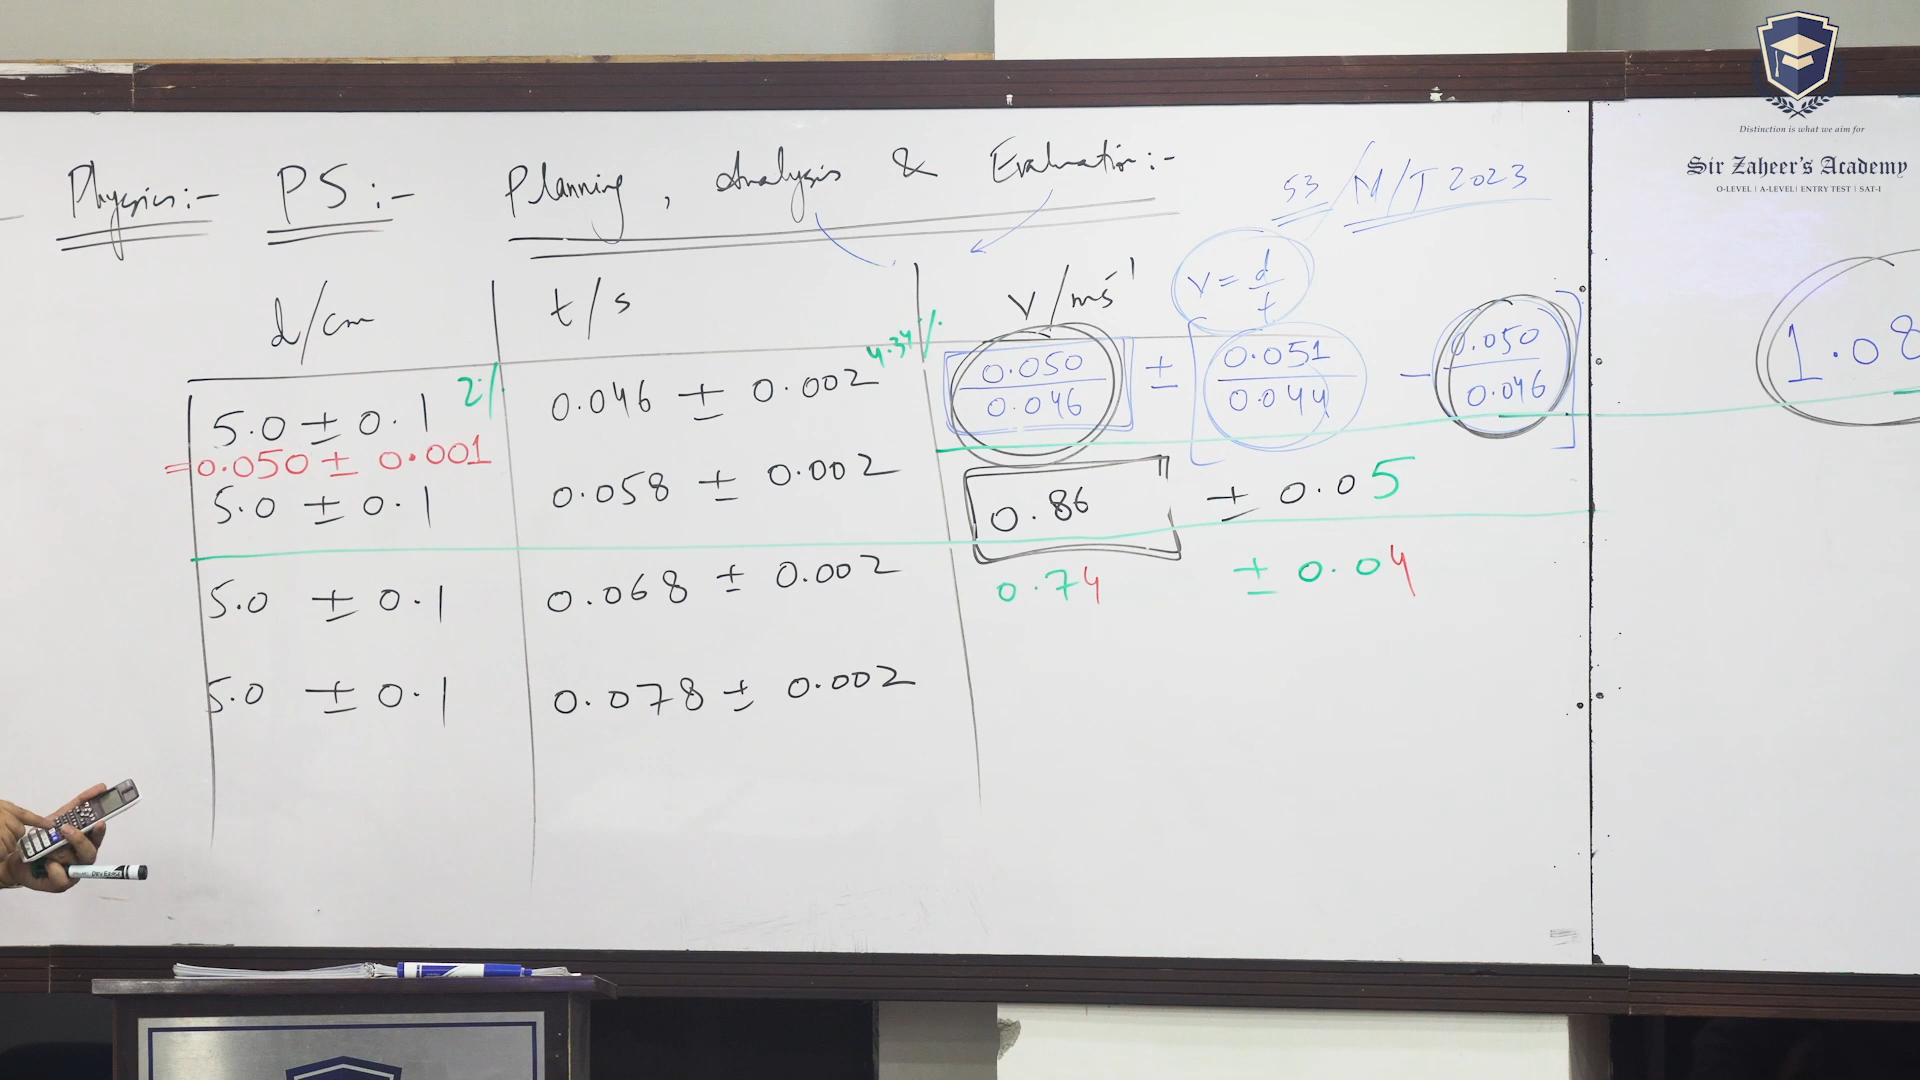 Physics:- P5:- Planning, Analysis & Evaluation:-
53 / M/J 2023
d/cm t/s V/ms⁻¹ V = d/t
5.0 ± 0.1 2% 0.046 ± 0.002 4.34% 0.050/0.046 ± [0.051/0.044 - 0.050/0.046] 1.08
= 0.050 ± 0.001
5.0 ± 0.1 0.058 ± 0.002 0.86 ± 0.05
5.0 ± 0.1 0.068 ± 0.002 0.74 ± 0.04
5.0 ± 0.1 0.078 ± 0.002
Distinction is what we aim for
Sir Zaheer's Academy
O-LEVEL | A-LEVEL | ENTRY TEST | SAT-I